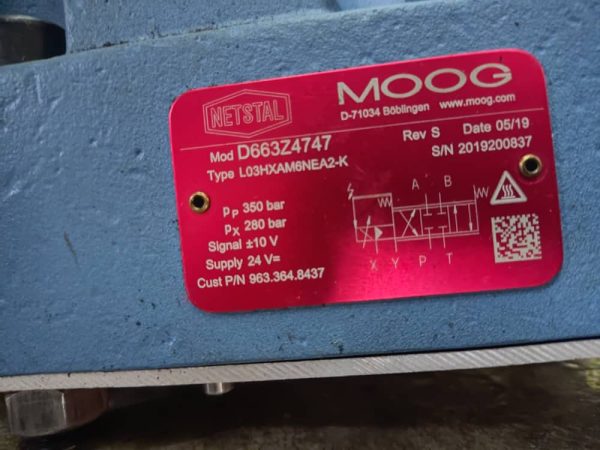 NETSTAL
MOOG
D-71034 Böblingen www.moog.com
Mod D663Z4747
Rev S Date 05/19
Type L03HXAM6NEA2-K
S/N 2019200837
pP 350 bar
pX 280 bar
Signal ±10 V
Supply 24 V=
Cust P/N 963.364.8437
A B
X Y P T